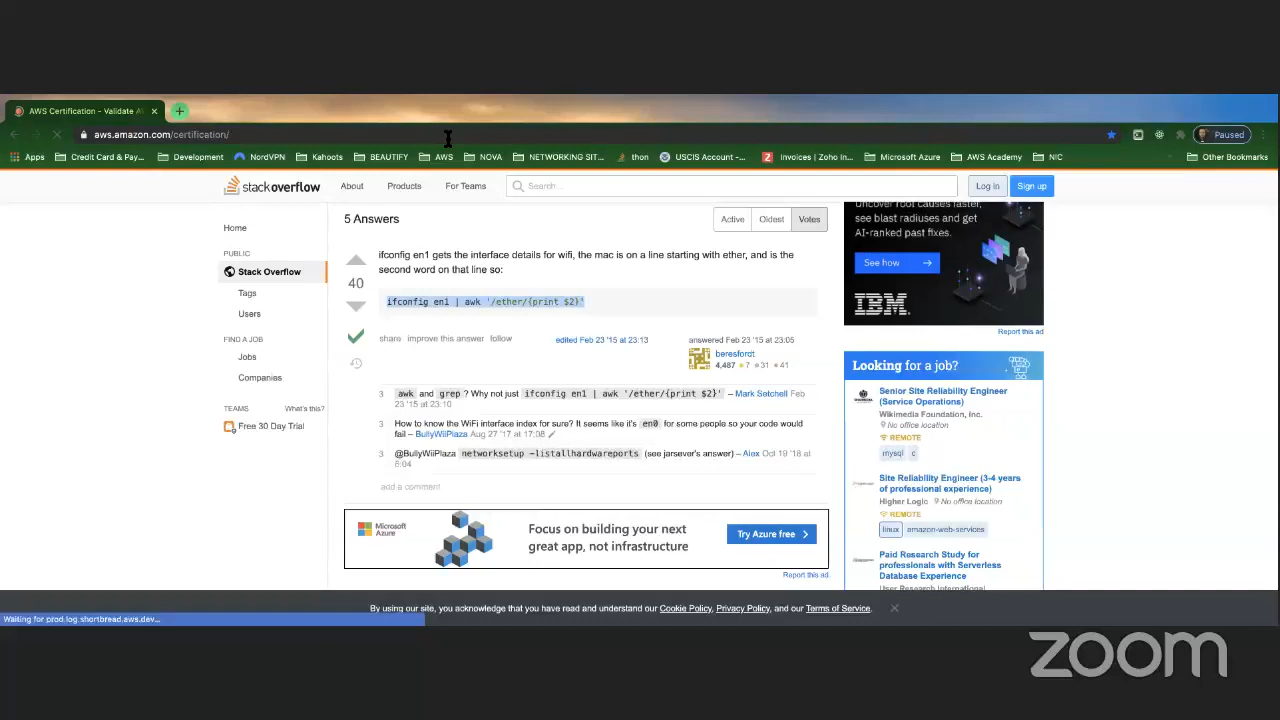 AWS Certification - Validate A
aws.amazon.com/certification/
Paused
Apps
Credit Card & Pay...
Development
NordVPN
Kahoots
BEAUTIFY
AWS
NOVA
NETWORKING SIT...
thon
USCIS Account -...
Invoices | Zoho In...
Microsoft Azure
AWS Academy
NIC
Other Bookmarks
stackoverflow
About
Products
For Teams
Search...
Log in
Sign up
Home
PUBLIC
Stack Overflow
Tags
Users
FIND A JOB
Jobs
Companies
TEAMS
What's this?
Free 30 Day Trial
5 Answers
Active
Oldest
Votes
ifconfig en1 gets the interface details for wifi, the mac is on a line starting with ether, and is the
second word on that line so:
40
ifconfig en1 | awk '/ether/{print $2}'
share improve this answer follow
edited Feb 23 '15 at 23:13
answered Feb 23 '15 at 23:05
beresfordt
4,487 7 31 41
3 awk and grep ? Why not just ifconfig en1 | awk '/ether/{print $2}' – Mark Setchell Feb
23 '15 at 23:10
3 How to know the WiFi interface index for sure? It seems like it's en0 for some people so your code would
fail – BullyWiiPlaza Aug 27 '17 at 17:08
3 @BullyWiiPlaza networksetup -listallhardwareports (see jarsever's answer) – Alex Oct 19 '18 at
6:04
add a comment
Microsoft
Azure
Focus on building your next
great app, not infrastructure
Try Azure free
Report this ad
Uncover root causes faster,
see blast radiuses and get
AI-ranked past fixes.
See how
IBM
Report this ad
Looking for a job?
Senior Site Reliability Engineer
(Service Operations)
Wikimedia Foundation, Inc.
No office location
REMOTE
mysql c
Site Reliability Engineer (3-4 years
of professional experience)
Higher Logic No office location
REMOTE
linux amazon-web-services
Paid Research Study for
professionals with Serverless
Database Experience
User Research International
By using our site, you acknowledge that you have read and understand our Cookie Policy, Privacy Policy, and our Terms of Service.
Waiting for prod.log.shortbread.aws.dev...
zoom